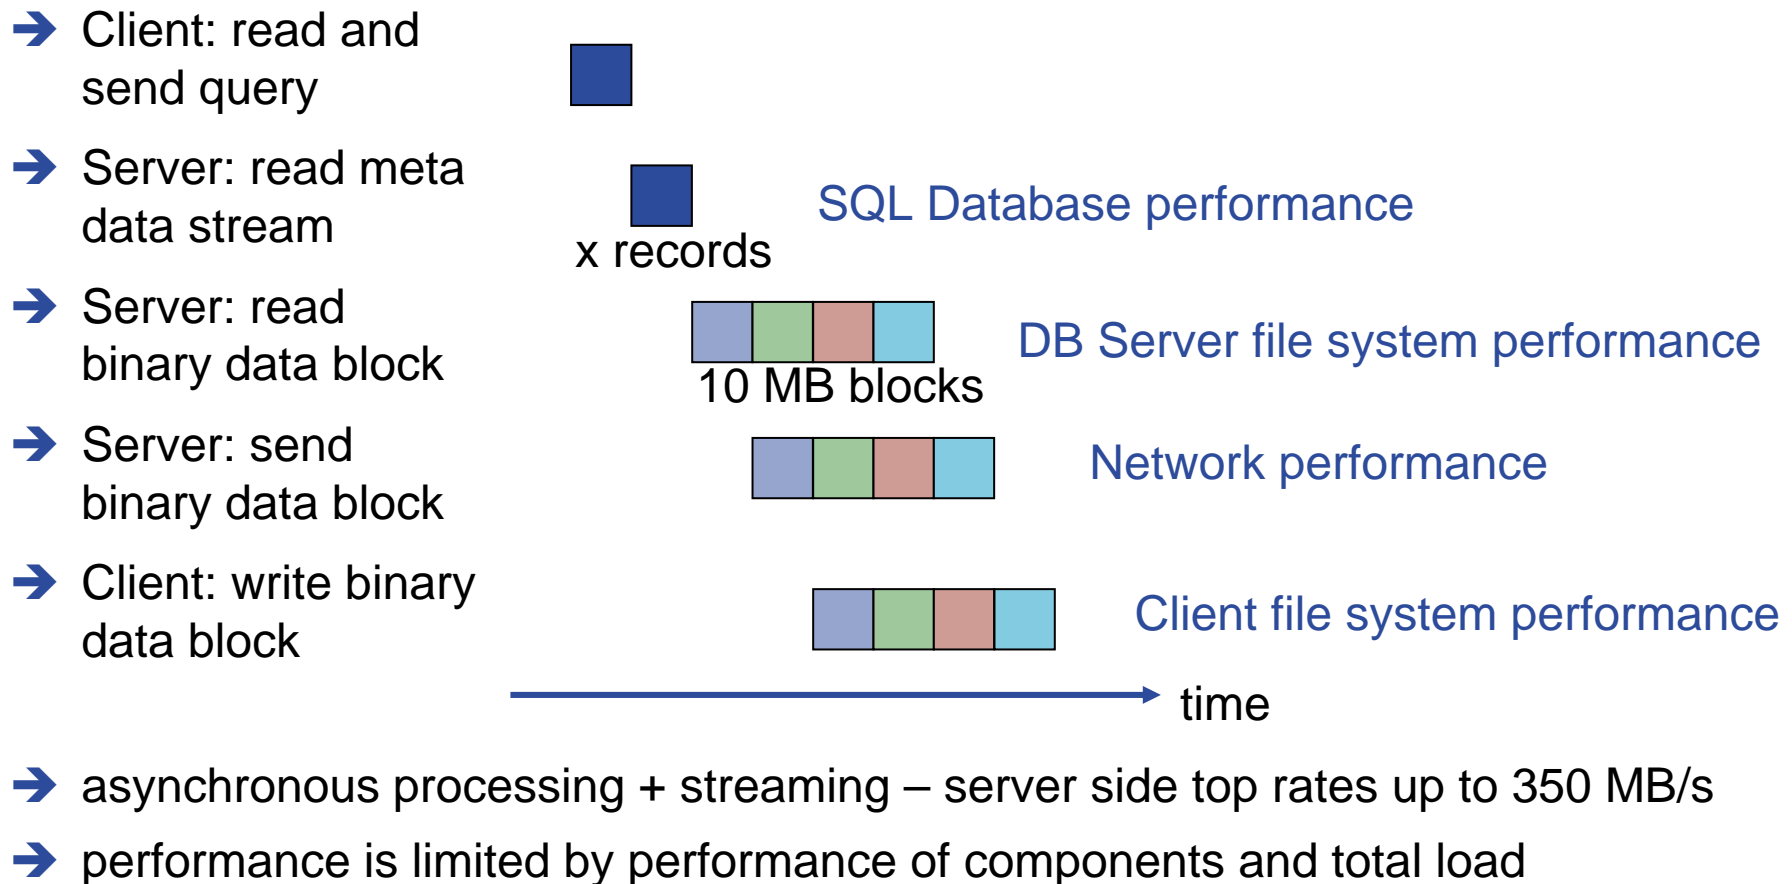 Client: read and
send query
Server: read meta
data stream
SQL Database performance
x records
Server: read
binary data block
DB Server file system performance
10 MB blocks
Server: send
binary data block
Network performance
Client: write binary
data block
Client file system performance
time
asynchronous processing + streaming – server side top rates up to 350 MB/s
performance is limited by performance of components and total load